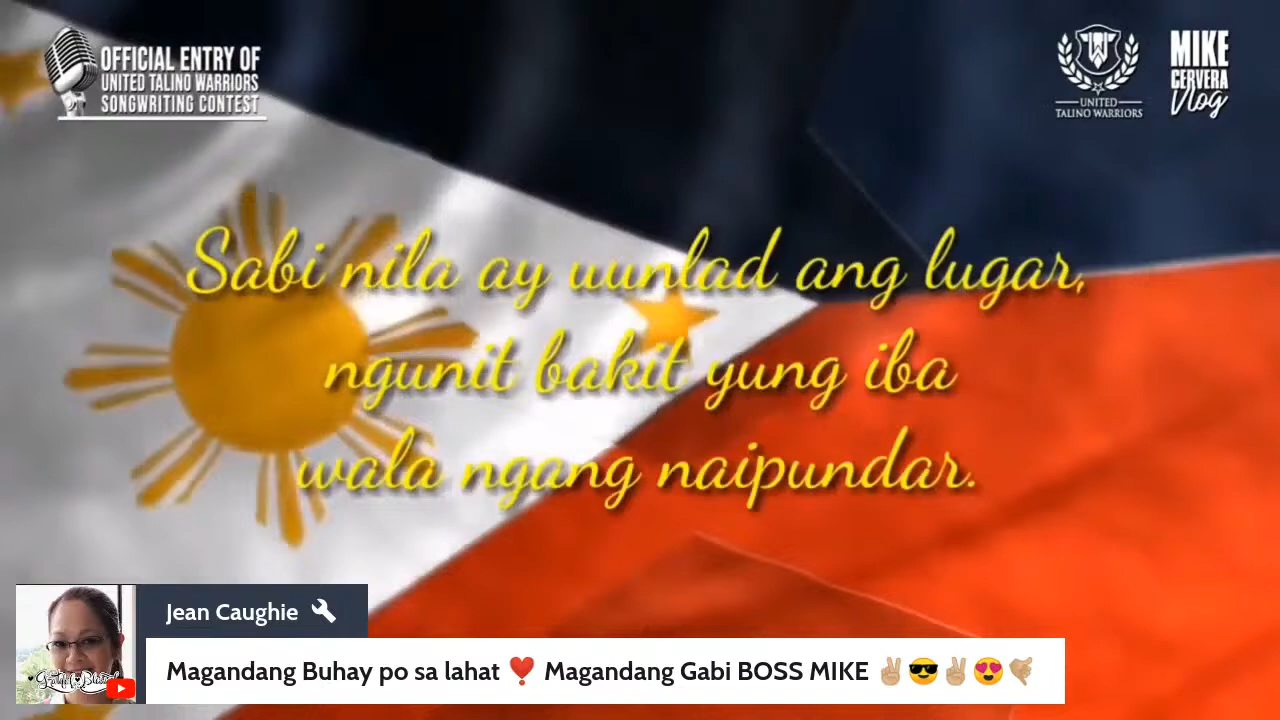 OFFICIAL ENTRY OF
UNITED TALINO WARRIORS
SONGWRITING CONTEST
UNITED
TALINO WARRIORS
MIKE
CERVERA
Vlog
Sabi nila ay uunlad ang lugar,
ngunit bakit yung iba
wala ngang naipundar.
Jean Caughie
Magandang Buhay po sa lahat ❣️ Magandang Gabi BOSS MIKE ✌🏼😎✌🏼😍🤙🏼